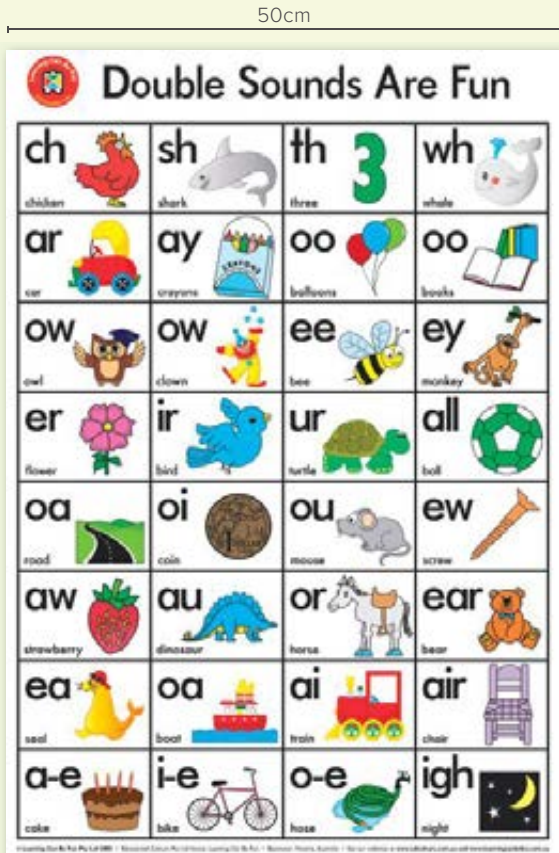 50cm
Double Sounds Are Fun
ch sh th wh
chicken shark three whale
ar ay oo oo
car crayons balloons books
ow ow ee ey
owl clown bee monkey
er ir ur all
flower bird turtle ball
oa oi ou ew
road coin mouse screw
aw au or ear
strawberry dinosaur horse bear
ea oa ai air
seal boat train chair
a-e i-e o-e igh
cake bike hose night